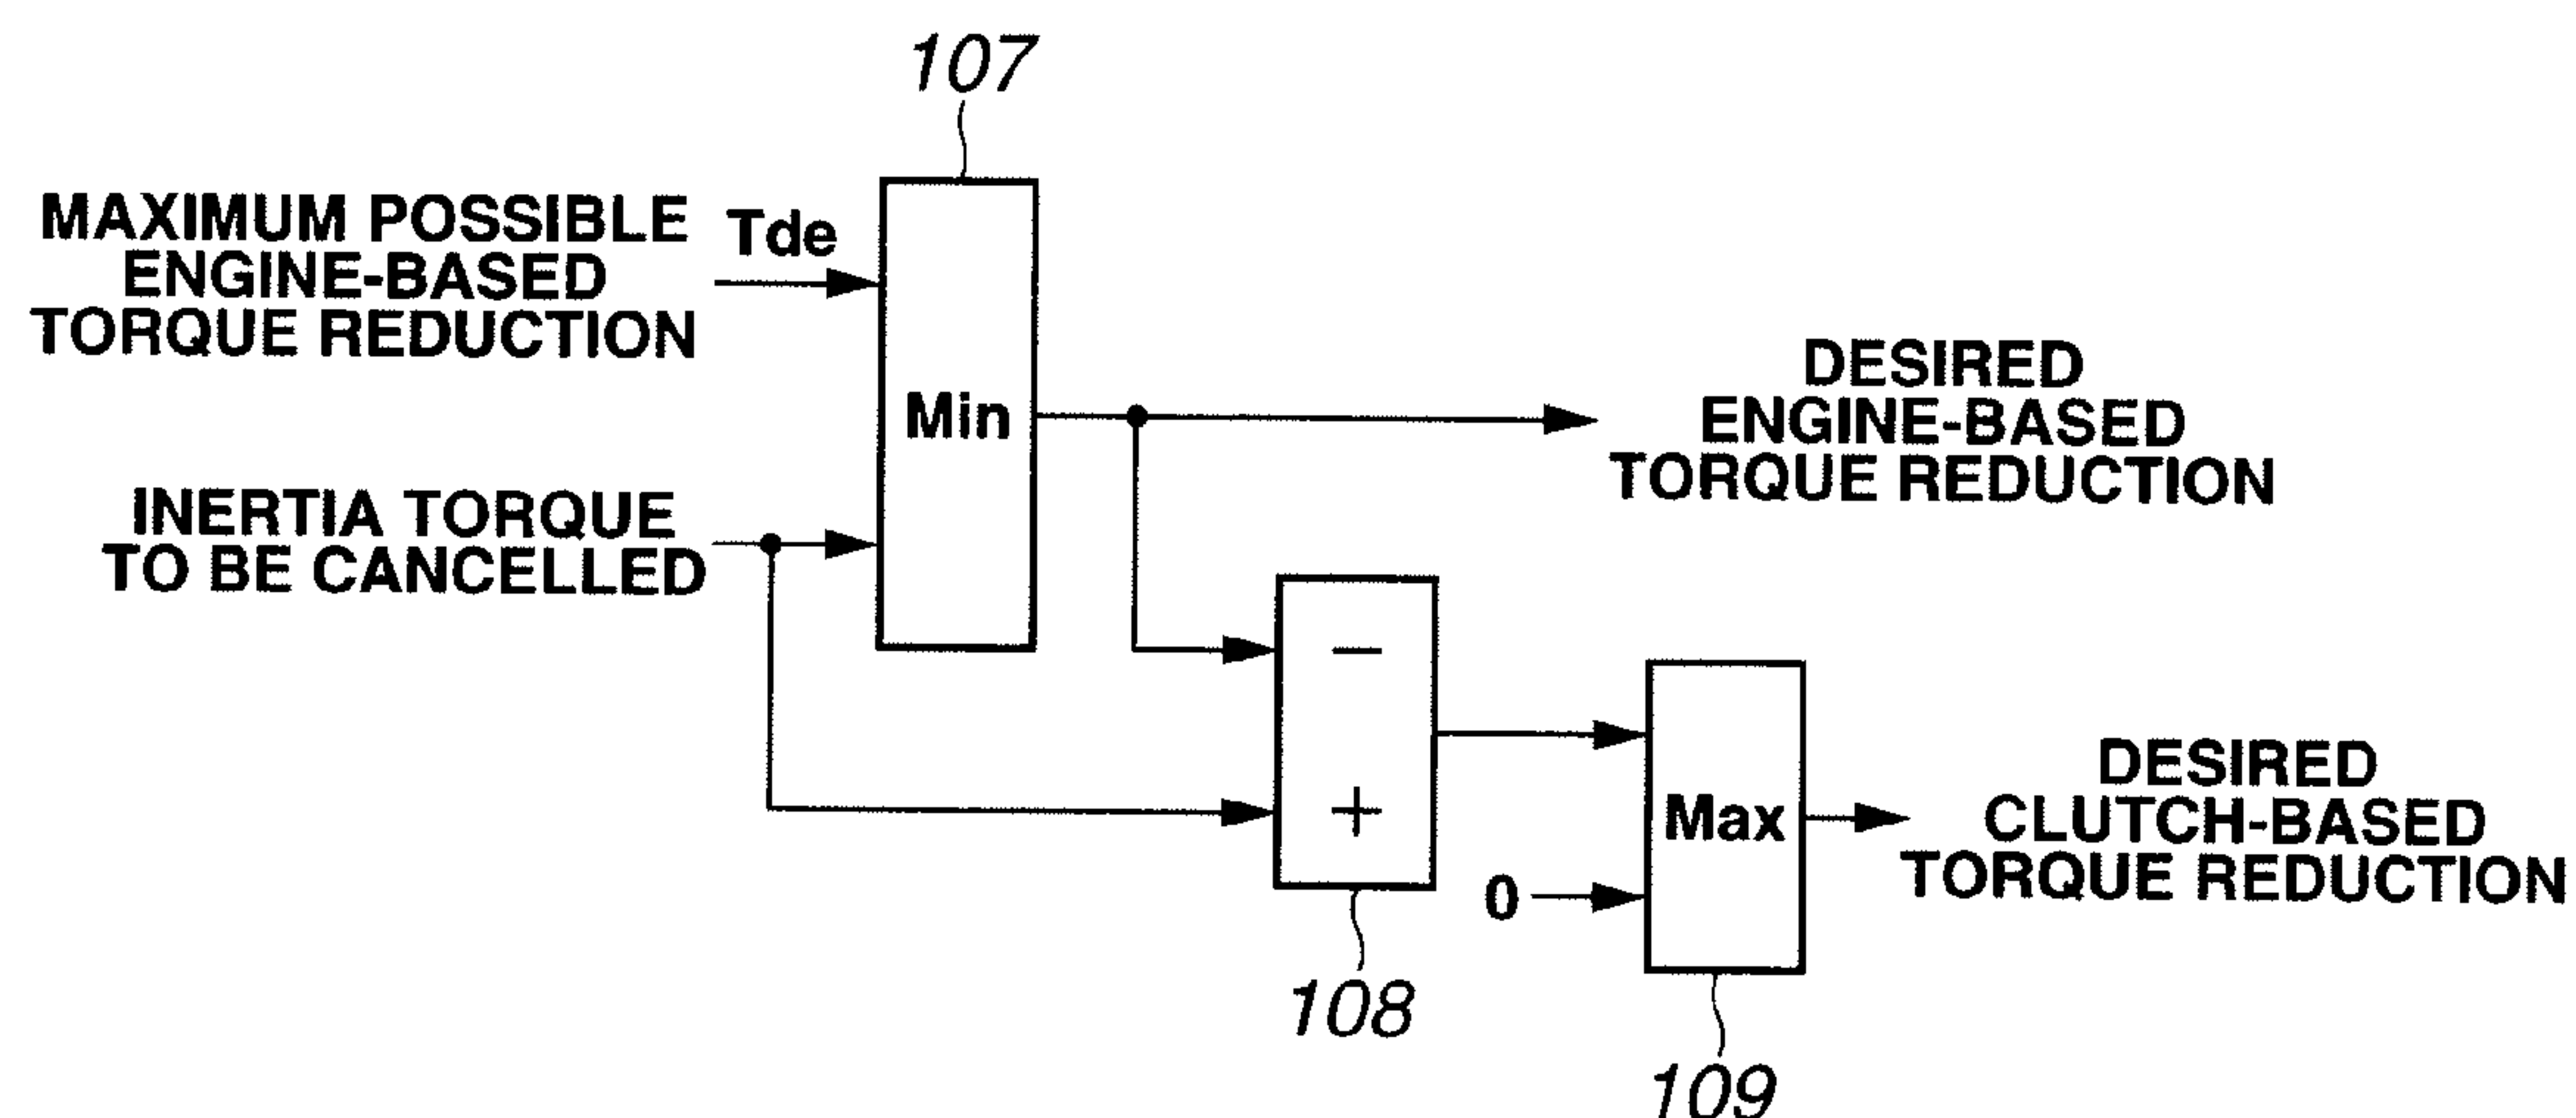 107
MAXIMUM POSSIBLE
ENGINE-BASED
TORQUE REDUCTION
Tde
Min
DESIRED
ENGINE-BASED
TORQUE REDUCTION
INERTIA TORQUE
TO BE CANCELLED
−
+
108
0
Max
109
DESIRED
CLUTCH-BASED
TORQUE REDUCTION